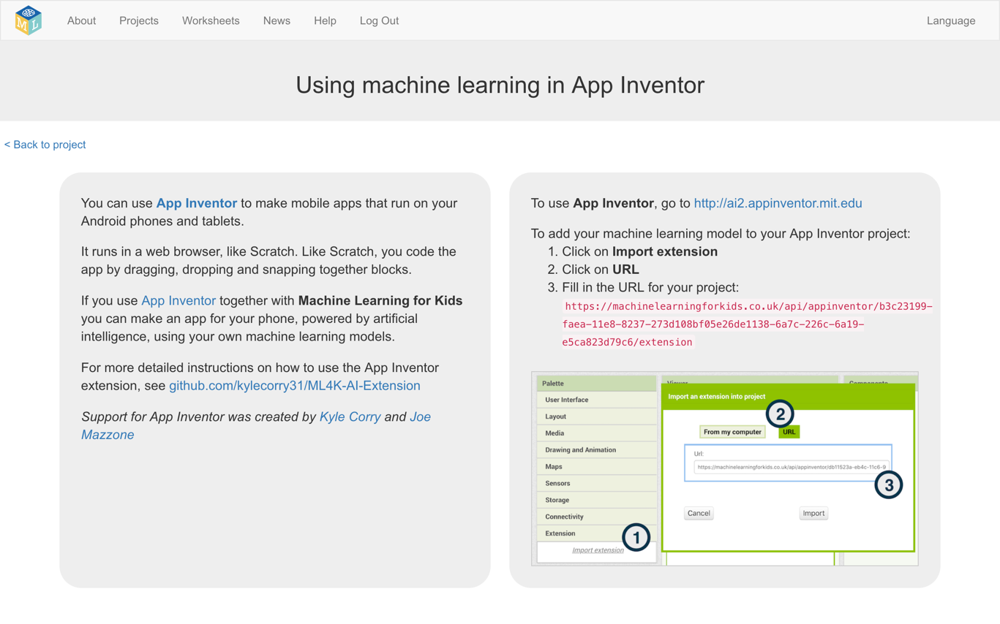 M L
About Projects Worksheets News Help Log Out Language
Using machine learning in App Inventor
< Back to project
You can use App Inventor to make mobile apps that run on your
Android phones and tablets.
It runs in a web browser, like Scratch. Like Scratch, you code the
app by dragging, dropping and snapping together blocks.
If you use App Inventor together with Machine Learning for Kids
you can make an app for your phone, powered by artificial
intelligence, using your own machine learning models.
For more detailed instructions on how to use the App Inventor
extension, see github.com/kylecorry31/ML4K-AI-Extension
Support for App Inventor was created by Kyle Corry and Joe
Mazzone
To use App Inventor, go to http://ai2.appinventor.mit.edu
To add your machine learning model to your App Inventor project:
1. Click on Import extension
2. Click on URL
3. Fill in the URL for your project:
https://machinelearningforkids.co.uk/api/appinventor/b3c23199-
faea-11e8-8237-273d108bf05e26de1138-6a7c-226c-6a19-
e5ca823d79c6/extension
Palette
User Interface
Layout
Media
Drawing and Animation
Maps
Sensors
Storage
Connectivity
Extension
1
Import extension
Viewer
Components
Import an extension into project
2
From my computer URL
Url:
https://machinelearningforkids.co.uk/api/appinventor/db11523a-eb4c-11c6-9
3
Cancel Import